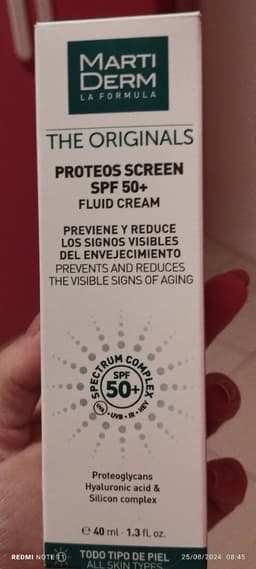 MARTI
DERM
LA FORMULA
THE ORIGINALS
PROTEOS SCREEN
SPF 50+
FLUID CREAM
PREVIENE Y REDUCE
LOS SIGNOS VISIBLES
DEL ENVEJECIMIENTO
PREVENTS AND REDUCES
THE VISIBLE SIGNS OF AGING
SPECTRUM COMPLEX
SPF
50+
UVA • UVB • IR • HEV
Proteoglycans
Hyaluronic acid &
Silicon complex
℮ 40 ml · 1.3 fl. oz.
TODO TIPO DE PIEL
ALL SKIN TYPES
REDMI NOTE 11
25/08/2024 08:45